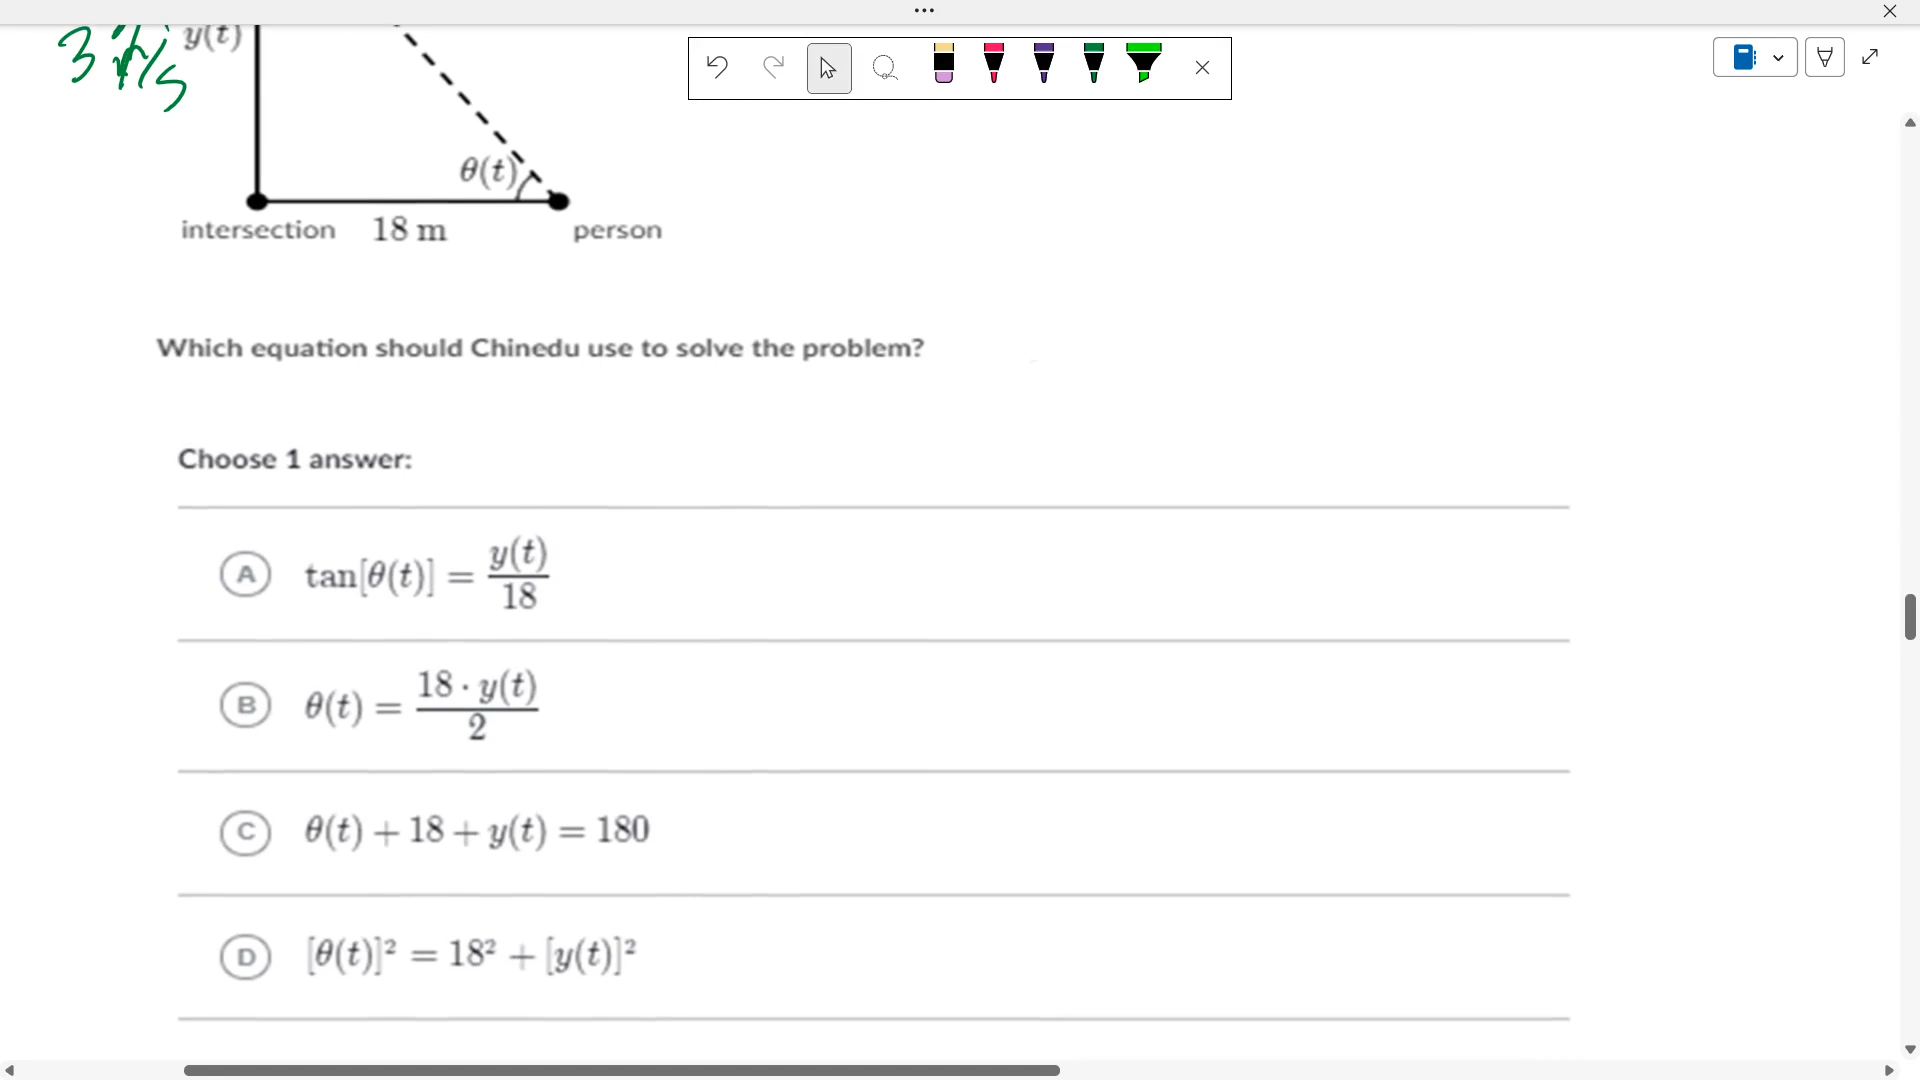 y(t)
θ(t)
intersection 18 m person
Which equation should Chinedu use to solve the problem?
Choose 1 answer:
A tan[θ(t)] = y(t)/18
B θ(t) = 18 · y(t)/2
C θ(t) + 18 + y(t) = 180
D [θ(t)]² = 18² + [y(t)]²